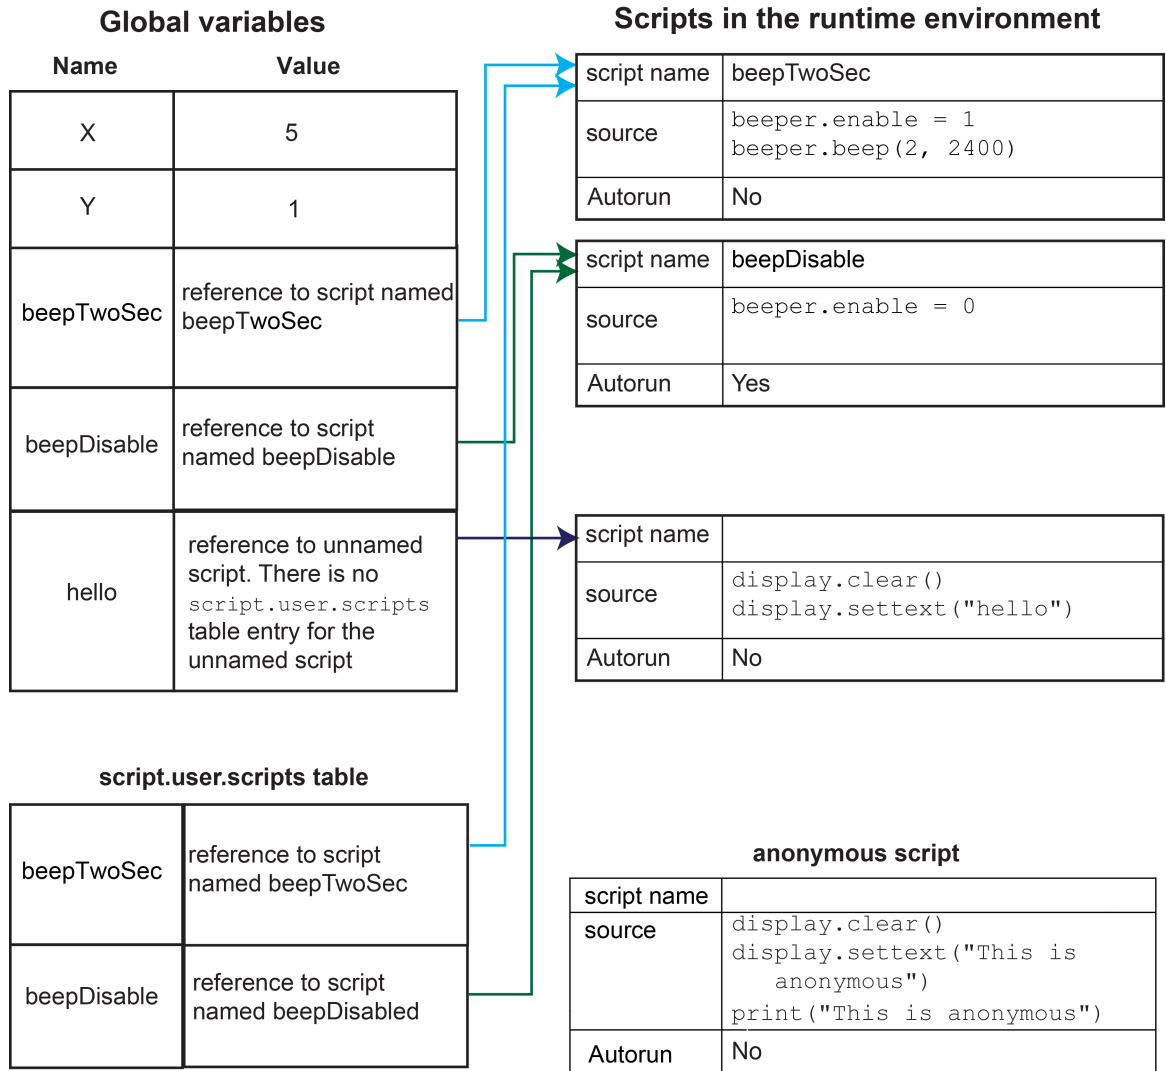 Global variables
Name Value
X 5
Y 1
beepTwoSec
reference to script named
beepTwoSec
beepDisable
reference to script
named beepDisable
hello
reference to unnamed
script. There is no
script.user.scripts
table entry for the
unnamed script
script.user.scripts table
beepTwoSec
reference to script
named beepTwoSec
beepDisable
reference to script
named beepDisabled
Scripts in the runtime environment
script name beepTwoSec
source
beeper.enable = 1
beeper.beep(2, 2400)
Autorun No
script name beepDisable
source
beeper.enable = 0
Autorun Yes
script name
source
display.clear()
display.settext("hello")
Autorun No
anonymous script
script name
source
display.clear()
display.settext("This is
anonymous")
print("This is anonymous")
Autorun No